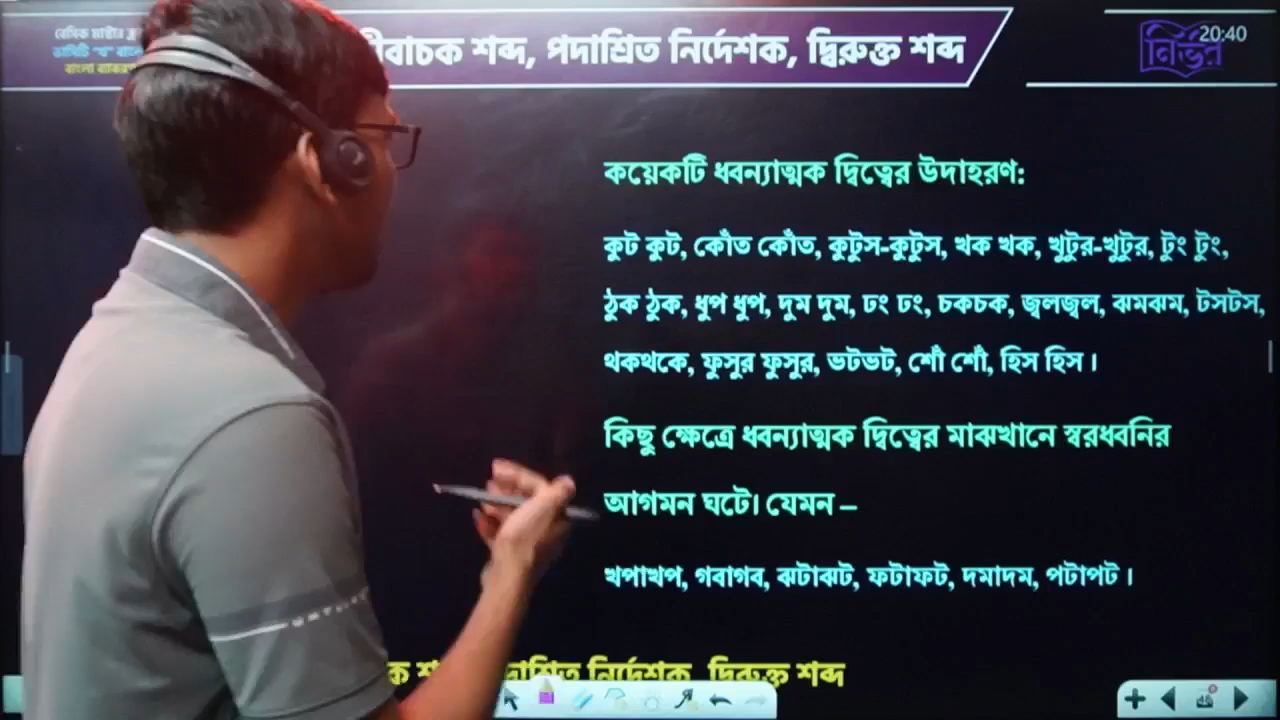 বেসিক মাস্টার
ভার্সিটি "খ"
বাংলা
বাচক শব্দ, পদাশ্রিত নির্দেশক, দ্বিরুক্ত শব্দ
নির্ভর
20:40
কয়েকটি ধ্বন্যাত্মক দ্বিত্বের উদাহরণ:
কুট কুট, কোঁত কোঁত, কুটুস-কুটুস, খক খক, খুটুর-খুটুর, টুং টুং,
ঠুক ঠুক, ধুপ ধুপ, দুম দুম, ঢং ঢং, চকচক, জ্বলজ্বল, ঝমঝম, টসটস,
থকথকে, ফুসুর ফুসুর, ভটভট, শোঁ শোঁ, হিস হিস।
কিছু ক্ষেত্রে ধ্বন্যাত্মক দ্বিত্বের মাঝখানে স্বরধ্বনির
আগমন ঘটে। যেমন –
খপাখপ, গবাগব, ঝটাঝট, ফটাফট, দমাদম, পটাপট।
নির্দেশক, দ্বিরুক্ত শব্দ